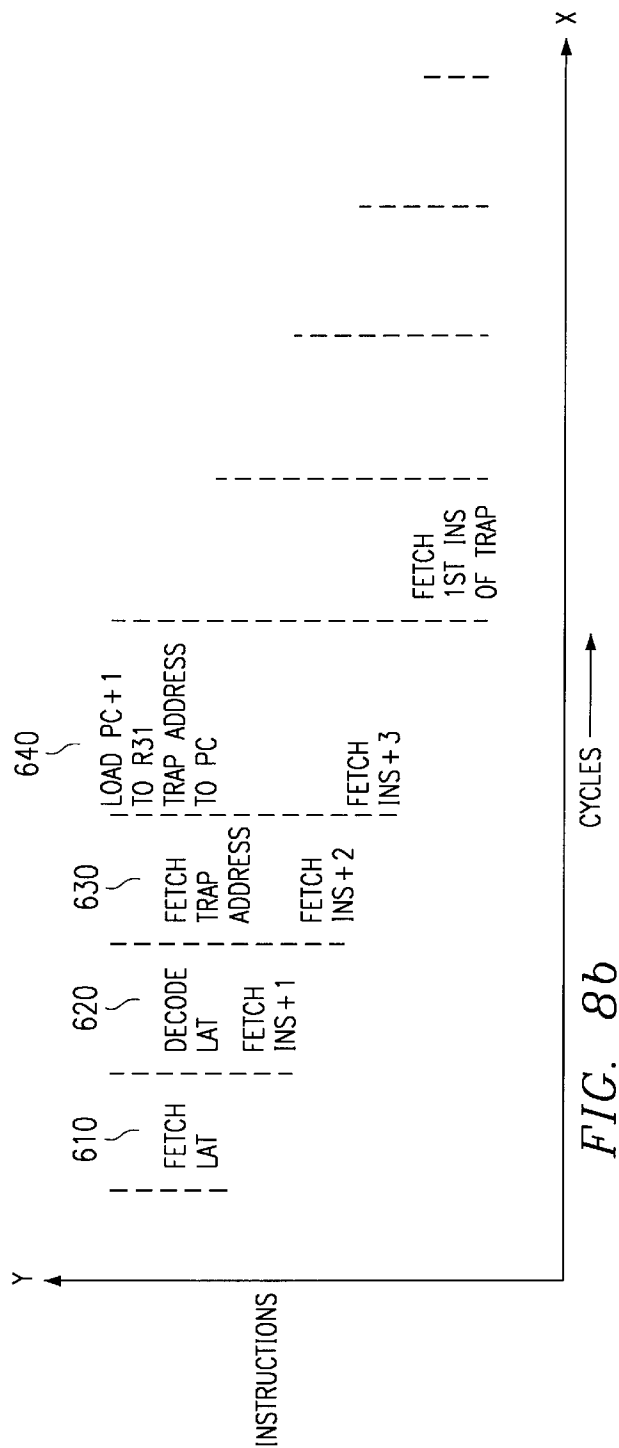 Y
INSTRUCTIONS
610
FETCH
LAT
620
DECODE
LAT
FETCH
INS+1
630
FETCH
TRAP
ADDRESS
FETCH
INS+2
640
LOAD PC+1
TO R31
TRAP ADDRESS
TO PC
FETCH
INS+3
FETCH
1ST INS
OF TRAP
X
CYCLES
FIG. 8b